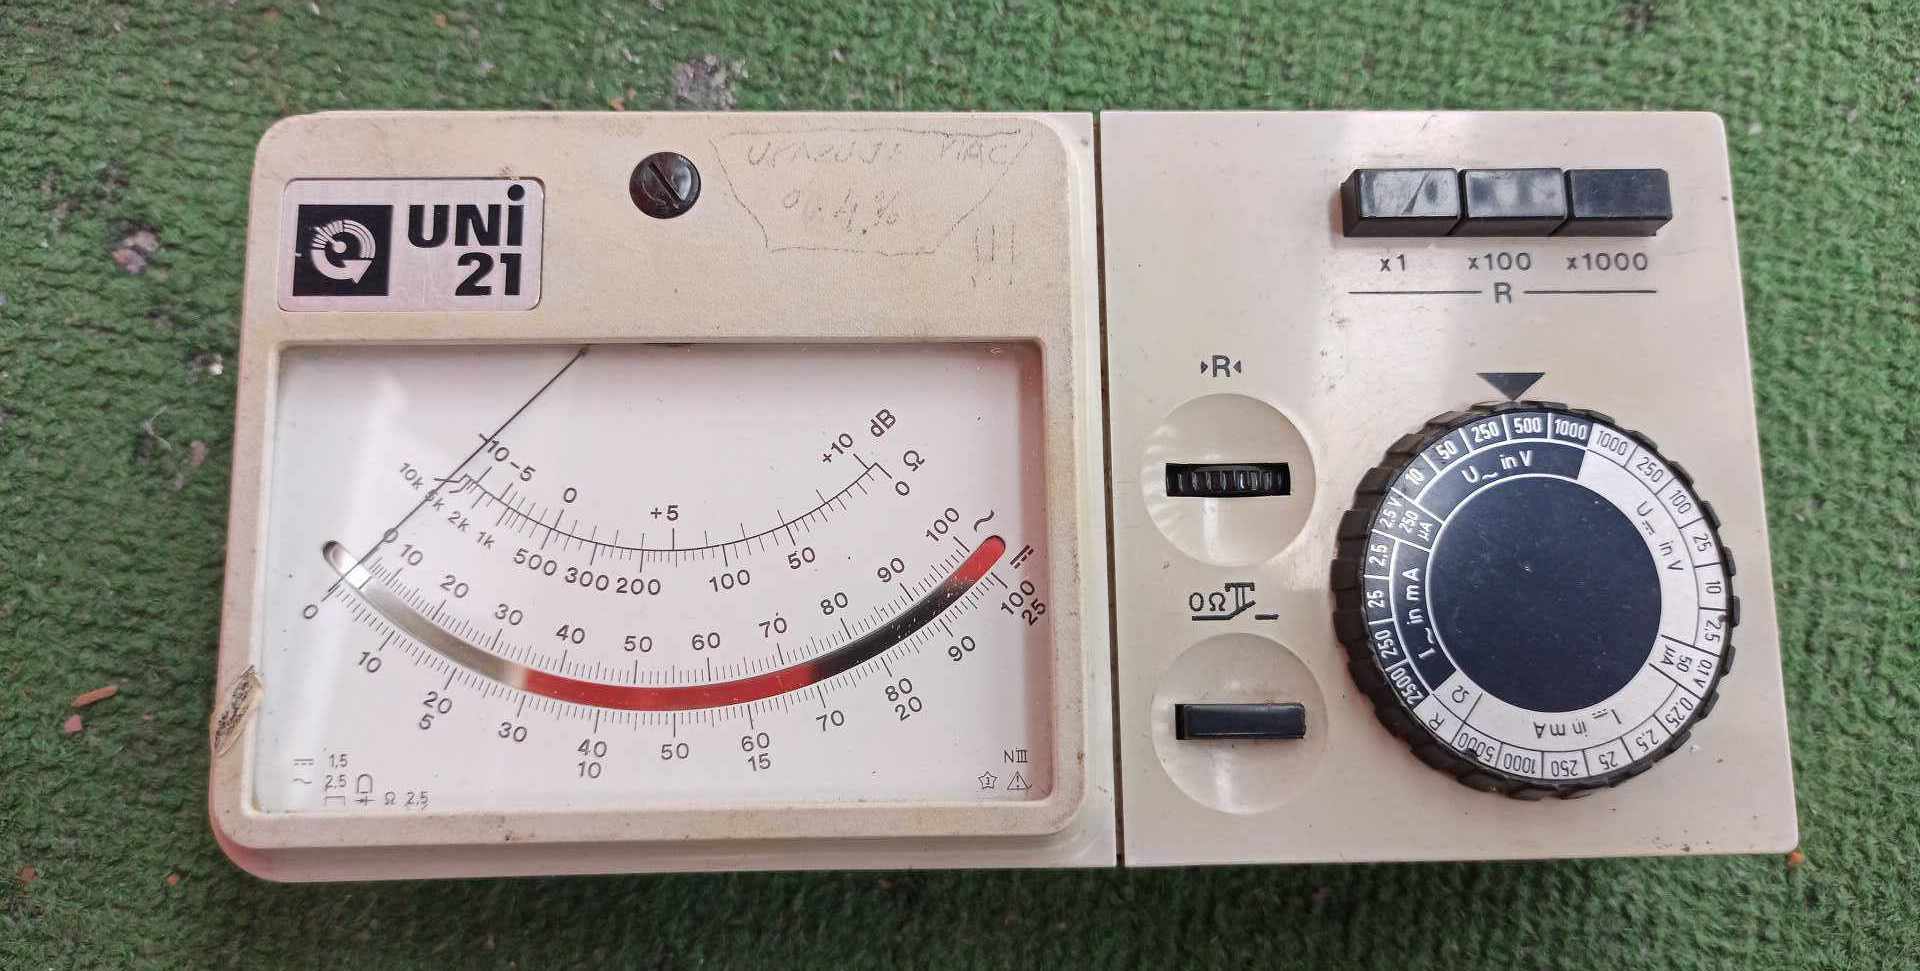 UNi
21
UKAZUJE VIAC
O 4%
x1 x100 x1000
R
R
-10 -5 0 +5 +10 dB
10k 5k 2k 1k 500 300 200 100 50 0 Ω
0 10 20 30 40 50 60 70 80 90 100 ~
0 10 20 30 40 50 60 70 80 90 100
5 10 15 20 25
1,5
~ 2.5
Ω 2.5
NIII
0Ω
U~ in V
2.5 V 10 50 250 500 1000
250 µA
U⎓ in V
1000 250 100 25 10 2,5 0,1V
50 µA
I⎓ in mA
0,25 2,5 25 250 1000 5000
Ω
R
I~ in mA
2500 250 25 2,5